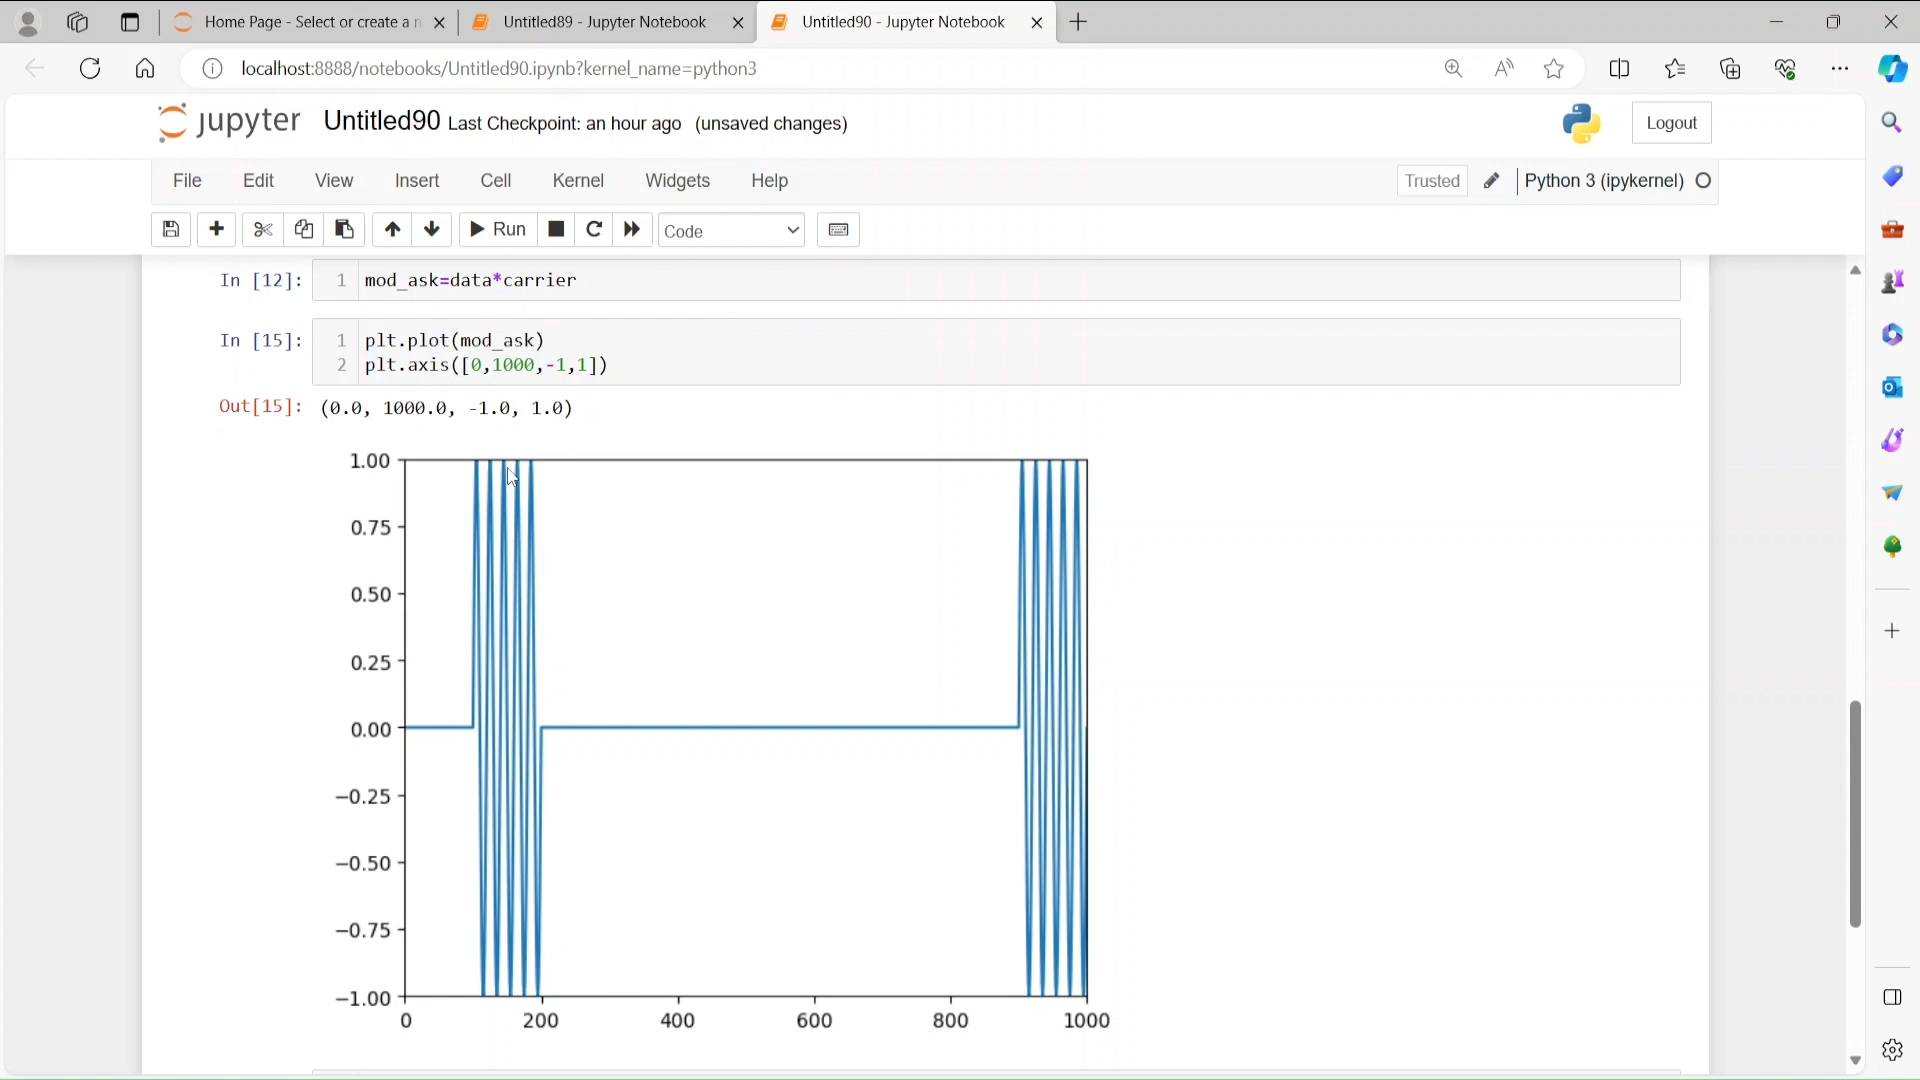 Home Page - Select or create a n
Untitled89 - Jupyter Notebook
Untitled90 - Jupyter Notebook
localhost:8888/notebooks/Untitled90.ipynb?kernel_name=python3
jupyter Untitled90 Last Checkpoint: an hour ago (unsaved changes)
Logout
File Edit View Insert Cell Kernel Widgets Help
Trusted
Python 3 (ipykernel)
Run
Code
In [12]: 1 mod_ask=data*carrier
In [15]: 1 plt.plot(mod_ask)
2 plt.axis([0,1000,-1,1])
Out[15]: (0.0, 1000.0, -1.0, 1.0)
1.00
0.75
0.50
0.25
0.00
−0.25
−0.50
−0.75
−1.00
0 200 400 600 800 1000